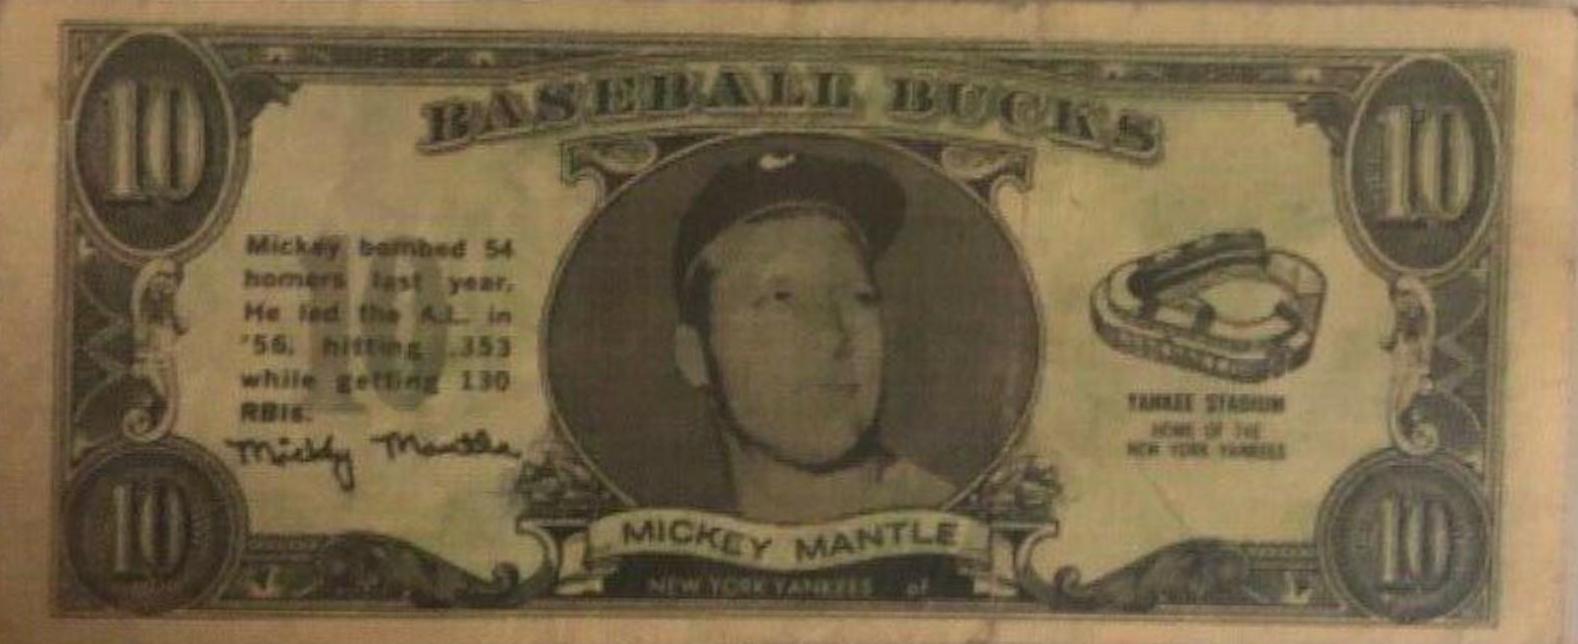 BASEBALL BUCKS
10
10
Mickey bombed 54
homers last year.
He led the A.L. in
'56, hitting .353
while getting 130
RBIs.
Mickey Mantle
YANKEE STADIUM
HOME OF THE
NEW YORK YANKEES
10
10
MICKEY MANTLE
NEW YORK YANKEES of
10